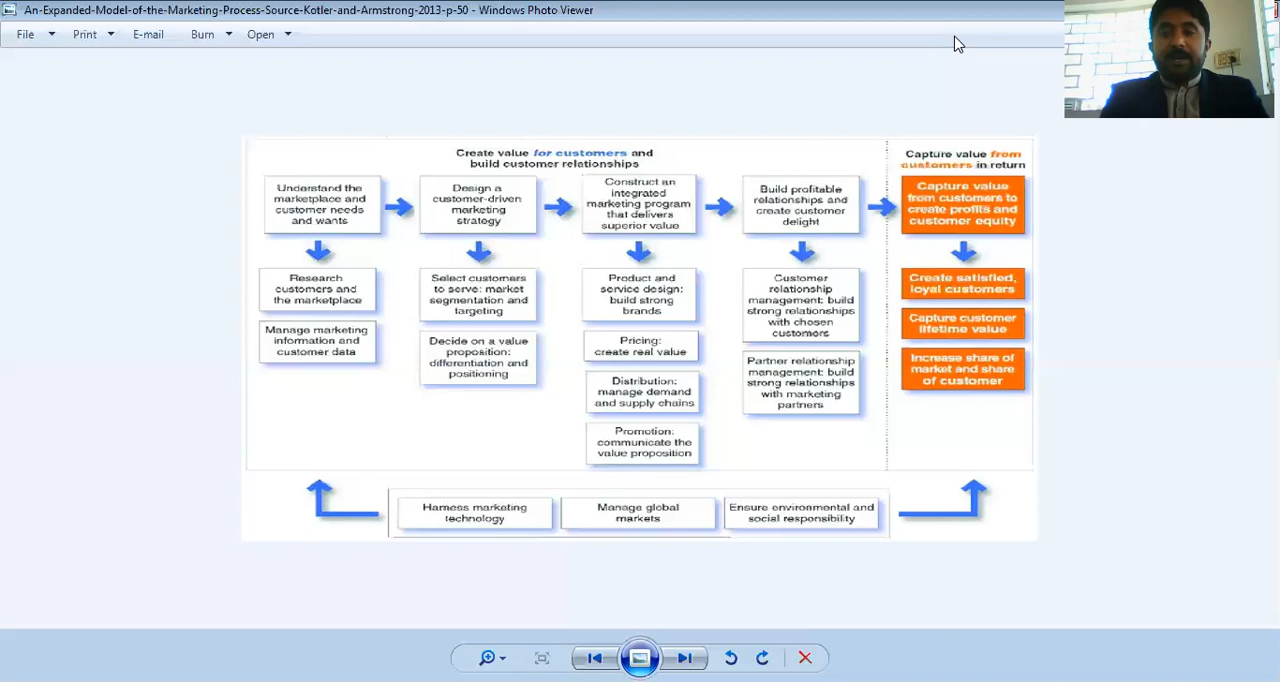 An-Expanded-Model-of-the-Marketing-Process-Source-Kotler-and-Armstrong-2013-p-50 - Windows Photo Viewer
File Print E-mail Burn Open
Create value for customers and
build customer relationships
Capture value from
customers in return
Understand the
marketplace and
customer needs
and wants
Design a
customer-driven
marketing
strategy
Construct an
integrated
marketing program
that delivers
superior value
Build profitable
relationships and
create customer
delight
Capture value
from customers to
create profits and
customer equity
Research
customers and
the marketplace
Manage marketing
information and
customer data
Select customers
to serve: market
segmentation and
targeting
Decide on a value
proposition:
differentiation and
positioning
Product and
service design:
build strong
brands
Pricing:
create real value
Distribution:
manage demand
and supply chains
Promotion:
communicate the
value proposition
Customer
relationship
management: build
strong relationships
with chosen
customers
Partner relationship
management: build
strong relationships
with marketing
partners
Create satisfied,
loyal customers
Capture customer
lifetime value
Increase share of
market and share
of customer
Harness marketing
technology
Manage global
markets
Ensure environmental and
social responsibility